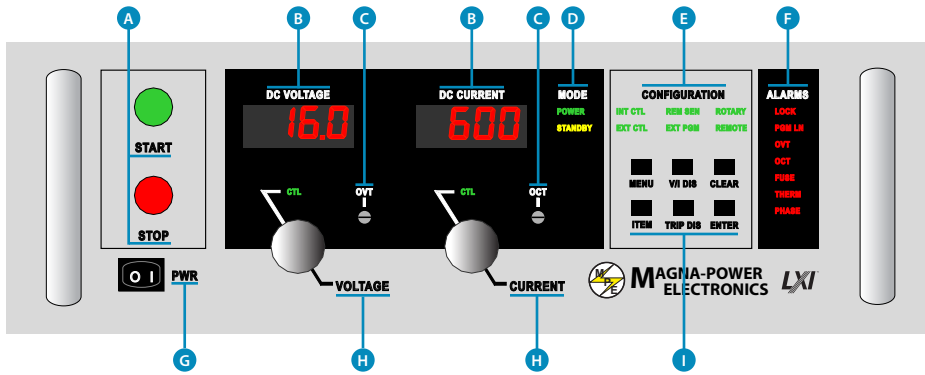 A B C B C D E F
DC VOLTAGE DC CURRENT MODE CONFIGURATION ALARMS
16.0 600 POWER INT CTL REM SEN ROTARY LOCK
STANDBY EXT CTL EXT PGM REMOTE PGM LN
START OVT
OCT
MENU V/I DIS CLEAR FUSE
CTL OVT CTL OCT THERM
PHASE
STOP ITEM TRIP DIS ENTER
O I PWR
VOLTAGE CURRENT MPE MAGNA-POWER
ELECTRONICS LXI
G H H I